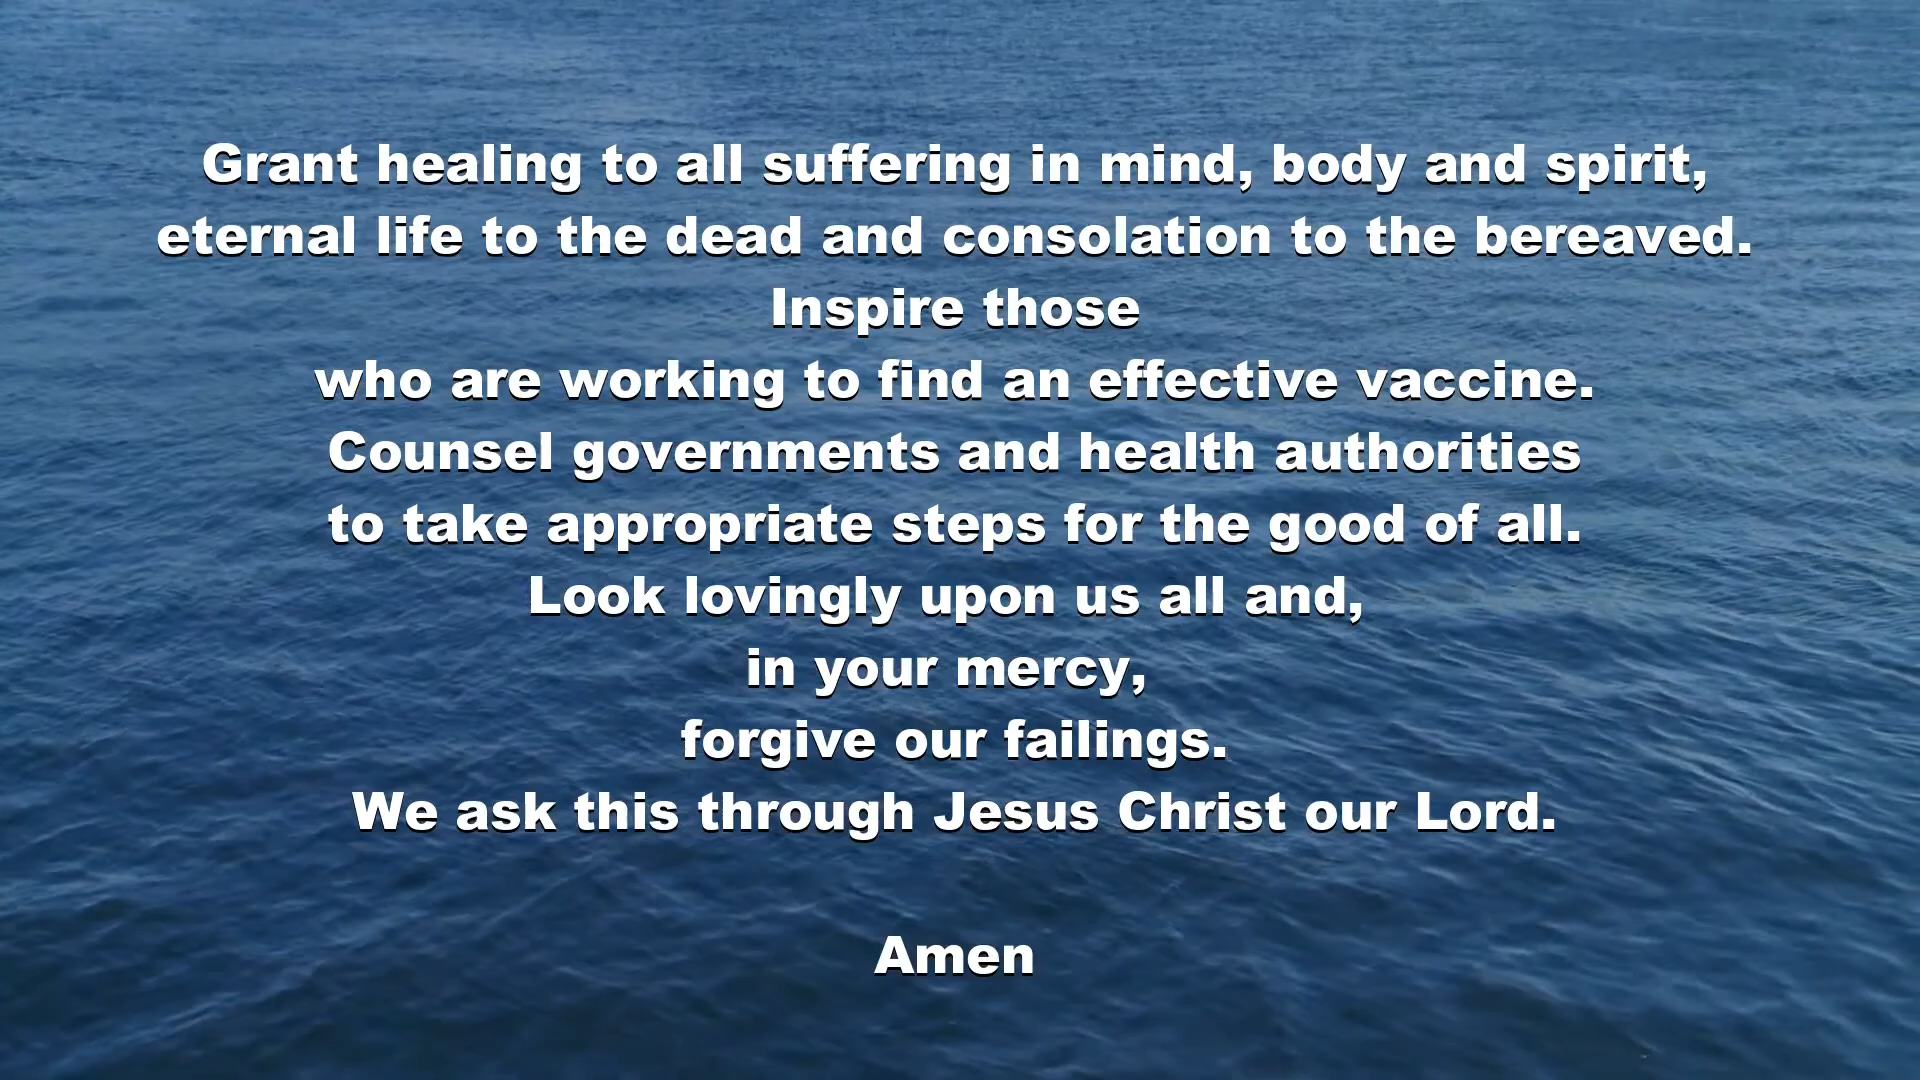 Grant healing to all suffering in mind, body and spirit,
eternal life to the dead and consolation to the bereaved.
Inspire those
who are working to find an effective vaccine.
Counsel governments and health authorities
to take appropriate steps for the good of all.
Look lovingly upon us all and,
in your mercy,
forgive our failings.
We ask this through Jesus Christ our Lord.
Amen